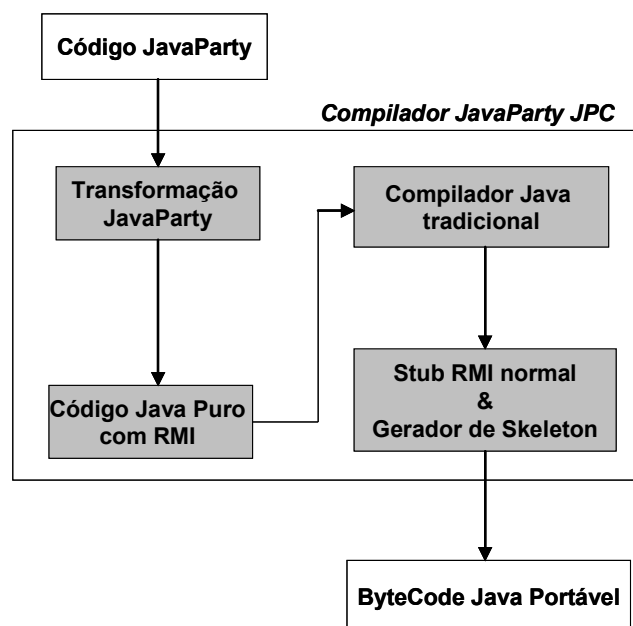 Código JavaParty
Compilador JavaParty JPC
Transformação
JavaParty
Código Java Puro
com RMI
Compilador Java
tradicional
Stub RMI normal
&
Gerador de Skeleton
ByteCode Java Portável